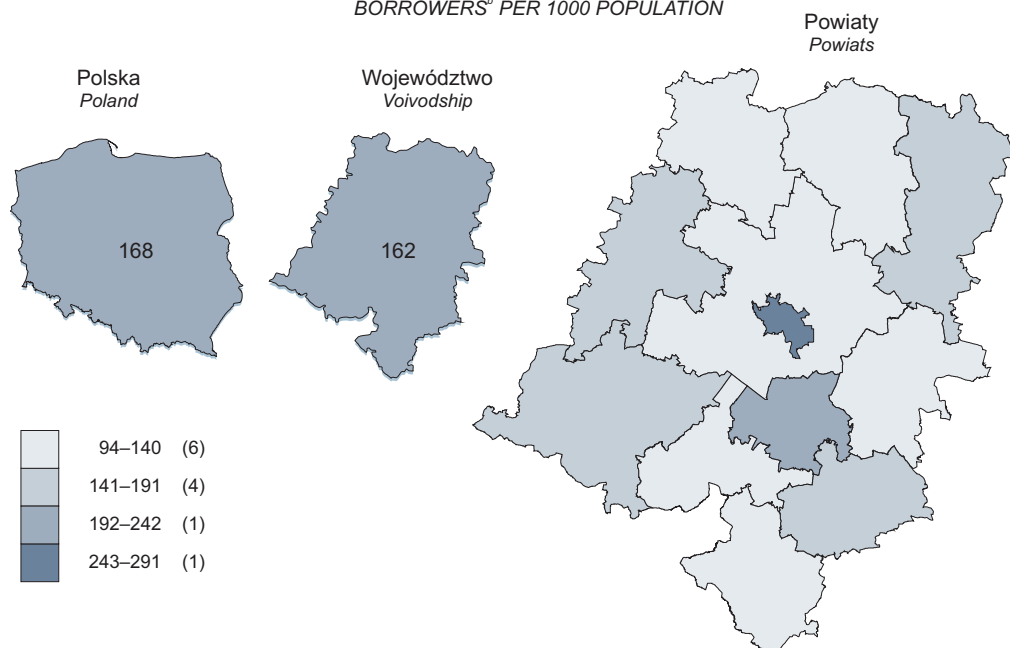 BORROWERSᵇ PER 1000 POPULATION
Powiaty
Powiats
Polska
Poland
Województwo
Voivodship
168
162
94–140 (6)
141–191 (4)
192–242 (1)
243–291 (1)